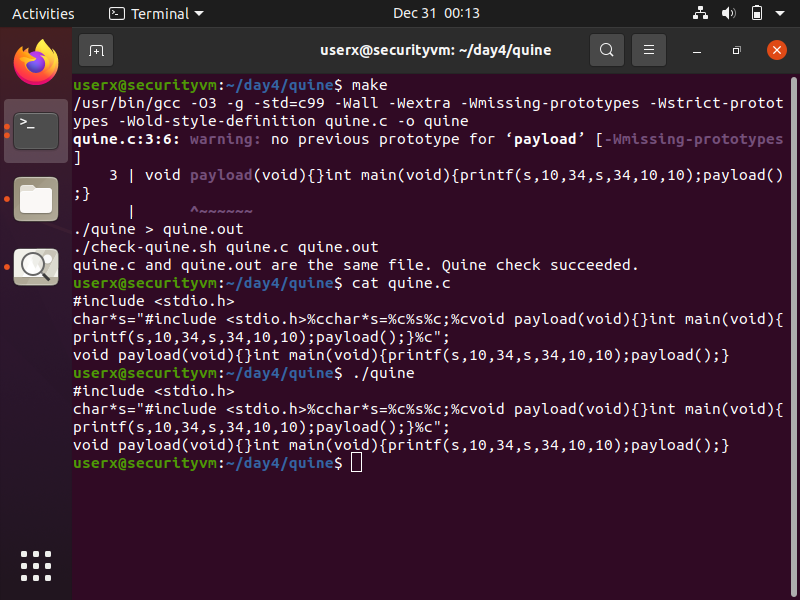 Activities
Terminal
Dec 31 00:13
userx@securityvm: ~/day4/quine
userx@securityvm:~/day4/quine$ make
/usr/bin/gcc -O3 -g -std=c99 -Wall -Wextra -Wmissing-prototypes -Wstrict-protot
ypes -Wold-style-definition quine.c -o quine
quine.c:3:6: warning: no previous prototype for ‘payload’ [-Wmissing-prototypes
]
    3 | void payload(void){}int main(void){printf(s,10,34,s,34,10,10);payload()
;}
      |      ^~~~~~~
./quine > quine.out
./check-quine.sh quine.c quine.out
quine.c and quine.out are the same file. Quine check succeeded.
userx@securityvm:~/day4/quine$ cat quine.c
#include <stdio.h>
char*s="#include <stdio.h>%cchar*s=%c%s%c;%cvoid payload(void){}int main(void){
printf(s,10,34,s,34,10,10);payload();}%c";
void payload(void){}int main(void){printf(s,10,34,s,34,10,10);payload();}
userx@securityvm:~/day4/quine$ ./quine
#include <stdio.h>
char*s="#include <stdio.h>%cchar*s=%c%s%c;%cvoid payload(void){}int main(void){
printf(s,10,34,s,34,10,10);payload();}%c";
void payload(void){}int main(void){printf(s,10,34,s,34,10,10);payload();}
userx@securityvm:~/day4/quine$